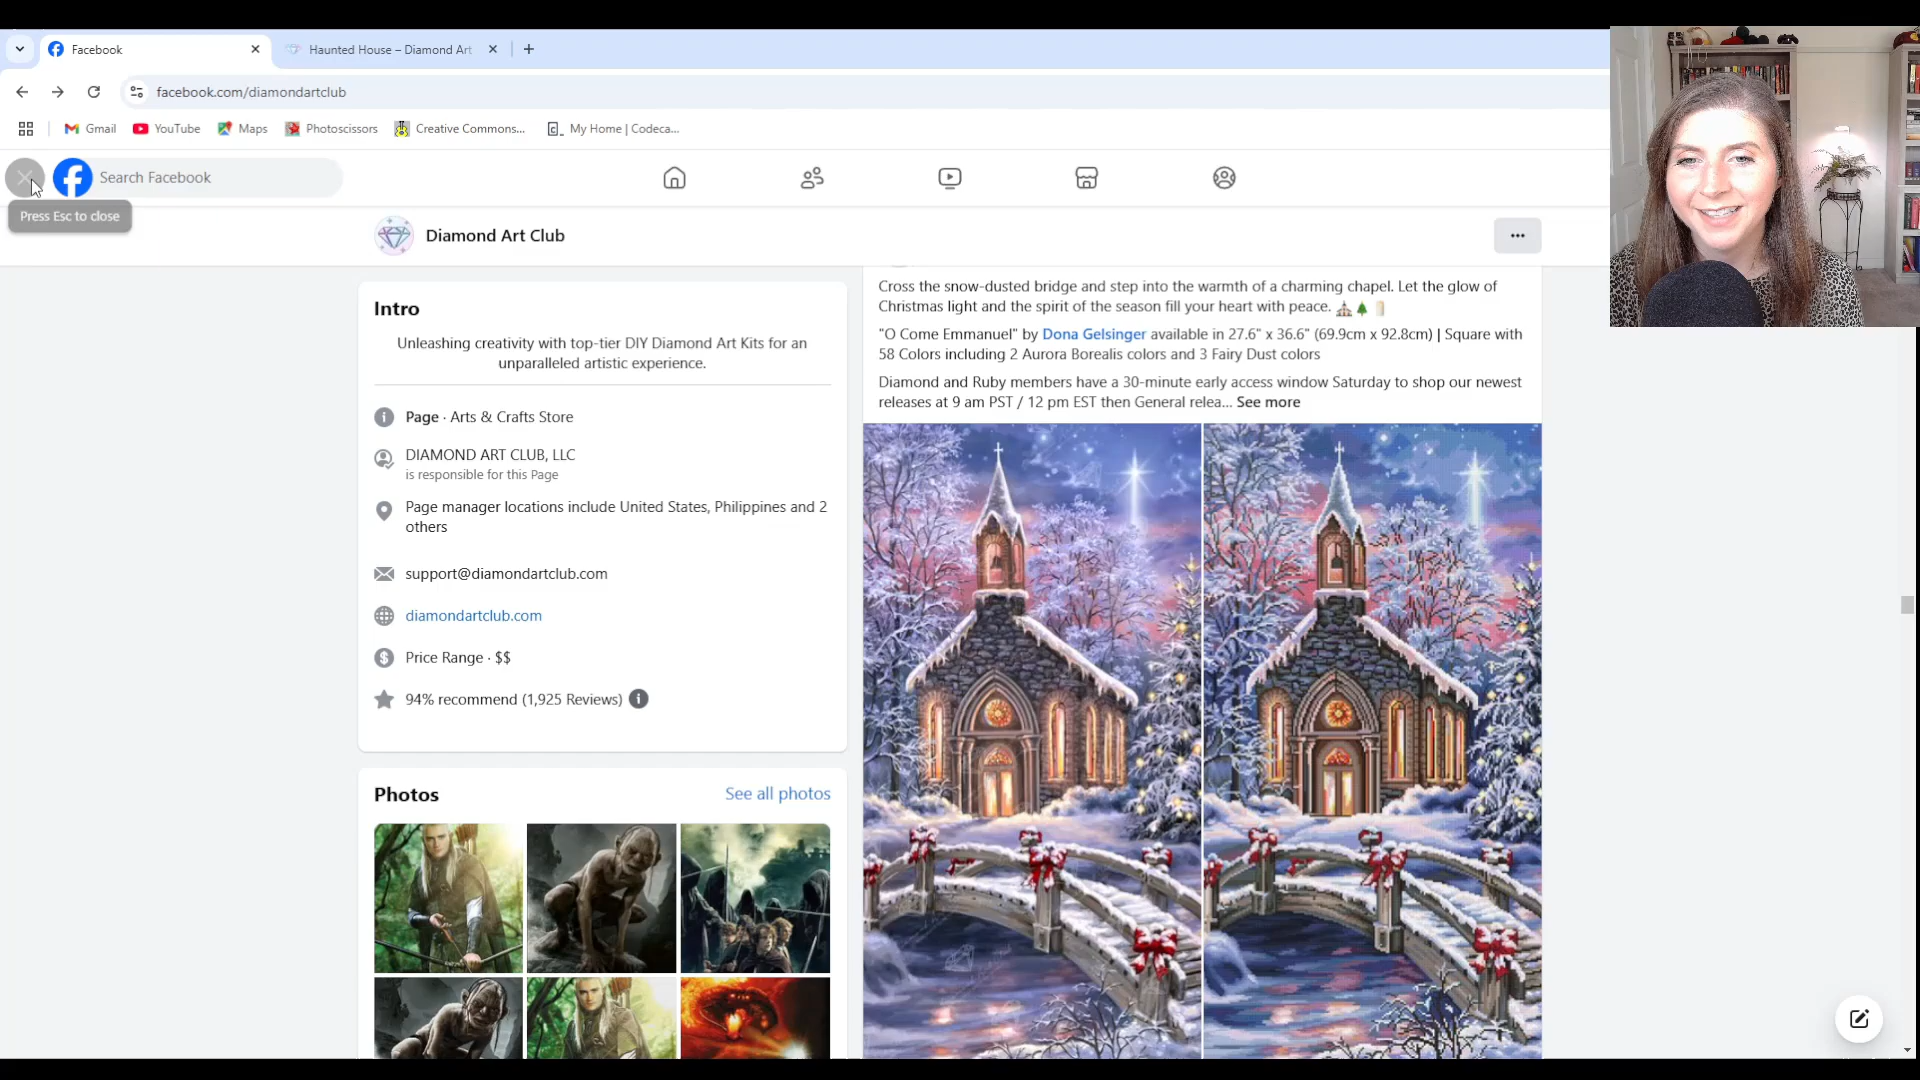 Facebook
Haunted House – Diamond Art
facebook.com/diamondartclub
Gmail
YouTube
Maps
Photoscissors
Creative Commons...
My Home | Codeca...
Search Facebook
Press Esc to close
Diamond Art Club
Intro
Unleashing creativity with top-tier DIY Diamond Art Kits for an
unparalleled artistic experience.
Page · Arts & Crafts Store
DIAMOND ART CLUB, LLC
is responsible for this Page
Page manager locations include United States, Philippines and 2
others
support@diamondartclub.com
diamondartclub.com
Price Range · $$
94% recommend (1,925 Reviews)
Photos
See all photos
Cross the snow-dusted bridge and step into the warmth of a charming chapel. Let the glow of
Christmas light and the spirit of the season fill your heart with peace.
"O Come Emmanuel" by Dona Gelsinger available in 27.6" x 36.6" (69.9cm x 92.8cm) | Square with
58 Colors including 2 Aurora Borealis colors and 3 Fairy Dust colors
Diamond and Ruby members have a 30-minute early access window Saturday to shop our newest
releases at 9 am PST / 12 pm EST then General relea... See more